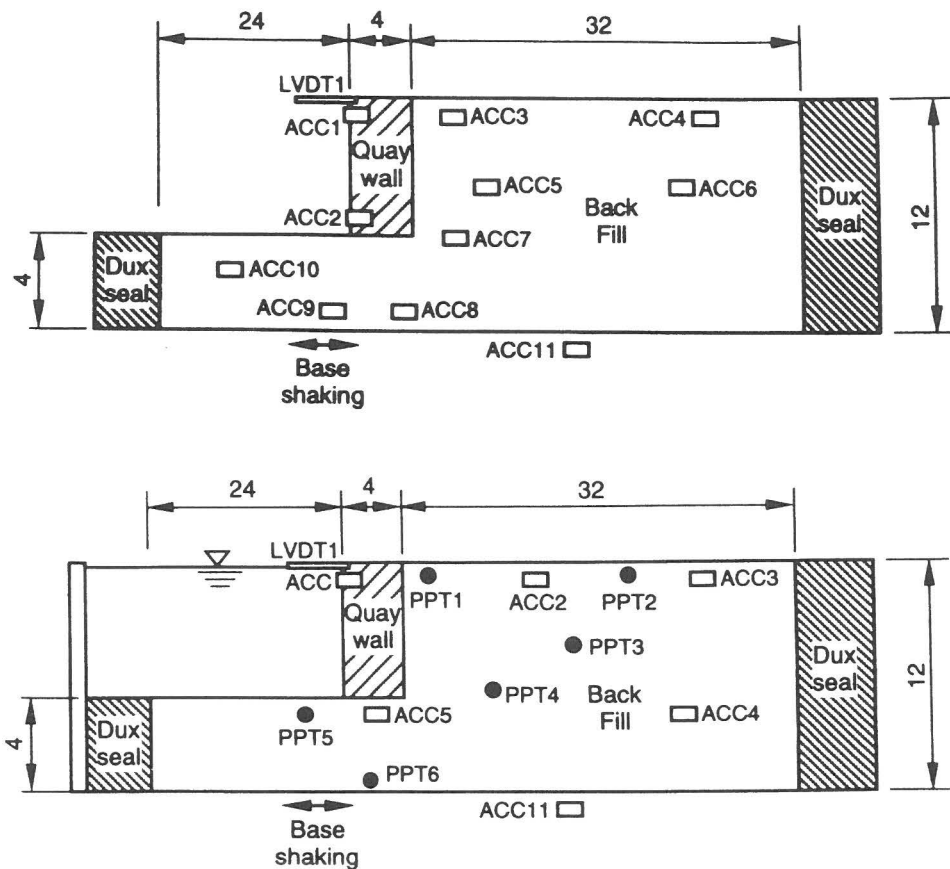 24
4
32
LVDT1
ACC1
ACC3
ACC4
Quay
wall
ACC5
ACC6
ACC2
Back
Fill
ACC7
Dux
seal
12
4
Dux
seal
ACC10
ACC9
ACC8
ACC11
Base
shaking
24
4
32
LVDT1
ACC
PPT1
ACC2
PPT2
ACC3
Quay
wall
PPT3
PPT4
Back
Fill
Dux
seal
12
4
Dux
seal
PPT5
ACC5
ACC4
PPT6
ACC11
Base
shaking